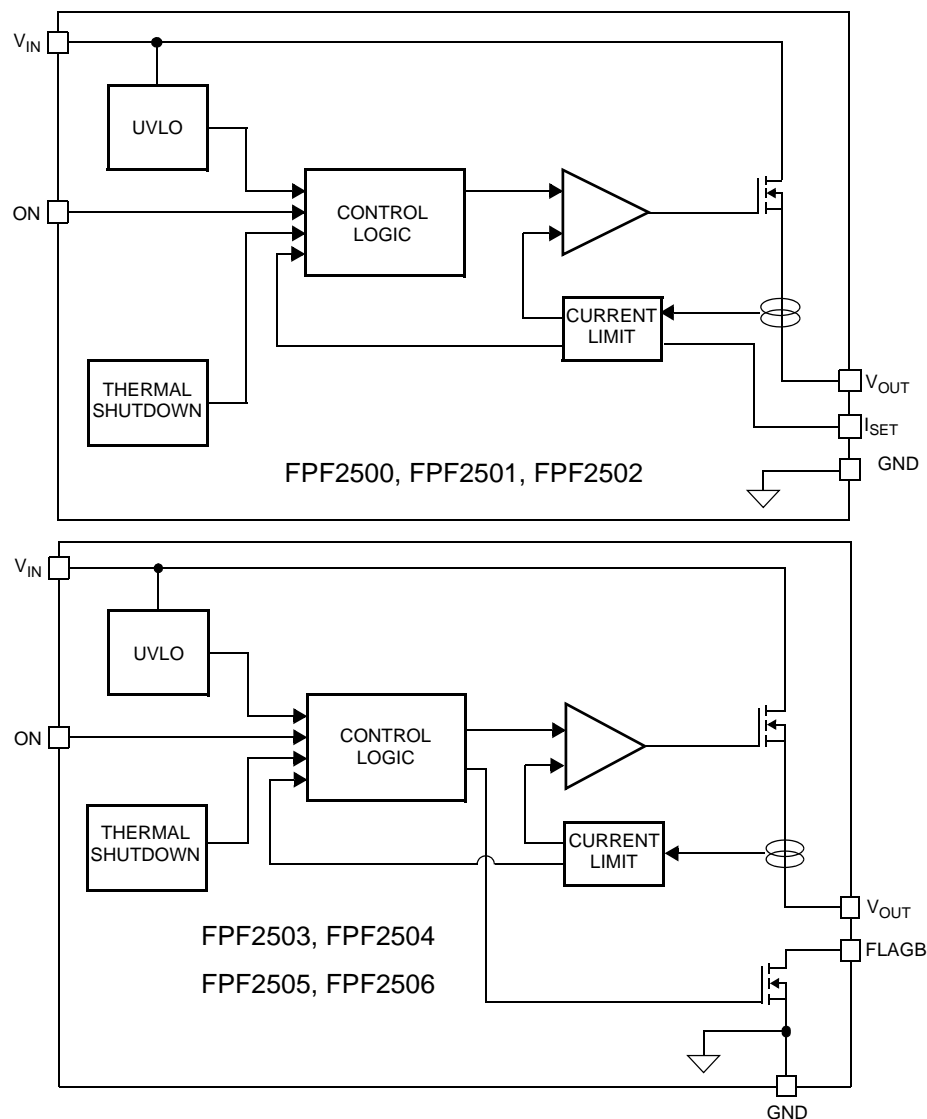 VIN
UVLO
ON
CONTROL
LOGIC
CURRENT
LIMIT
THERMAL
SHUTDOWN
VOUT
ISET
GND
FPF2500, FPF2501, FPF2502
VIN
UVLO
ON
CONTROL
LOGIC
THERMAL
SHUTDOWN
CURRENT
LIMIT
VOUT
FPF2503, FPF2504
FLAGB
FPF2505, FPF2506
GND